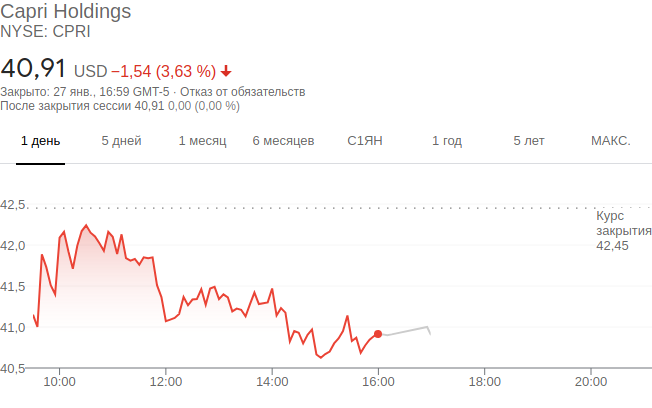 Capri Holdings
NYSE: CPRI
40,91 USD −1,54 (3,63 %)
Закрыто: 27 янв., 16:59 GMT-5 · Отказ от обязательств
После закрытия сессии 40,91 0,00 (0,00 %)
1 день 5 дней 1 месяц 6 месяцев С1ЯН 1 год 5 лет МАКС.
42,5
Курс
закрытия
42,45
42,0
41,5
41,0
40,5
10:00 12:00 14:00 16:00 18:00 20:00